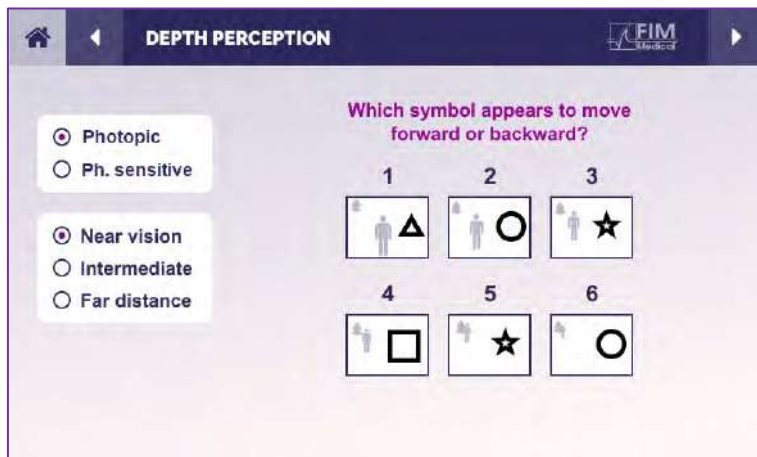 DEPTH PERCEPTION
FIM
Medical
Which symbol appears to move
forward or backward?
Photopic
Ph. sensitive
Near vision
Intermediate
Far distance
1 2 3
4 5 6